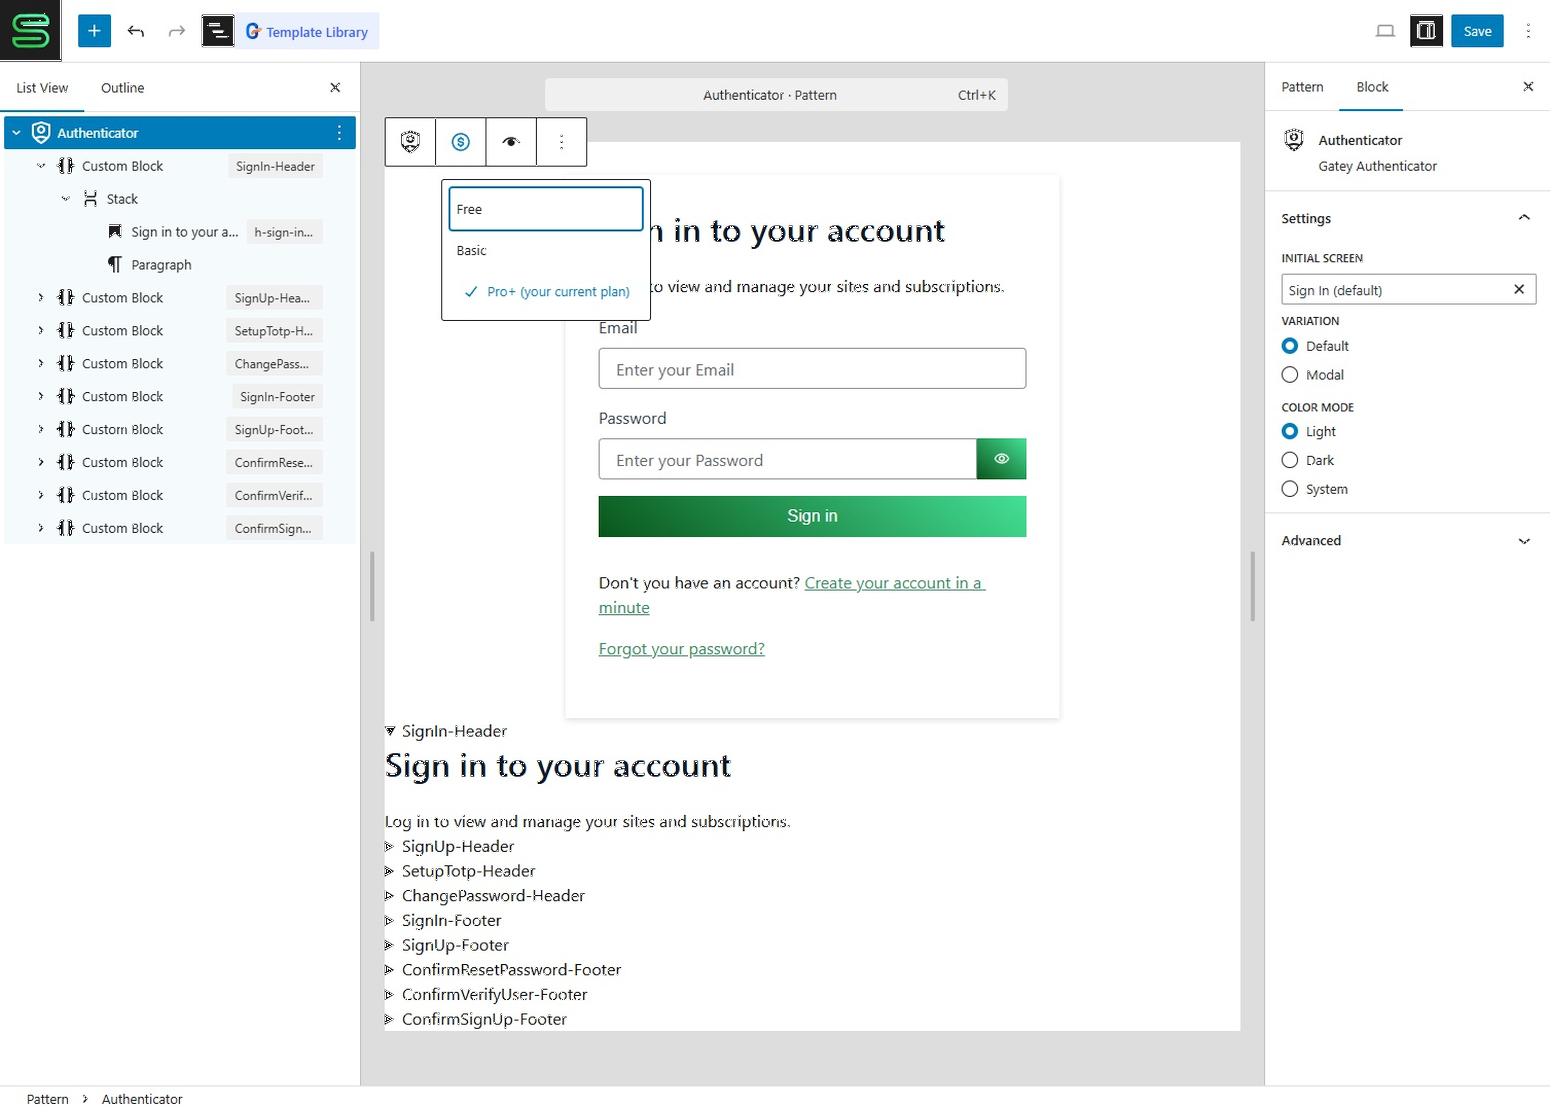 Template Library
Save
List View
Outline
Authenticator
Custom Block SignIn-Header
Stack
Sign in to your a... h-sign-in...
Paragraph
Custom Block SignUp-Hea...
Custom Block SetupTotp-H...
Custom Block ChangePass...
Custom Block SignIn-Footer
Custom Block SignUp-Foot...
Custom Block ConfirmRese...
Custom Block ConfirmVerif...
Custom Block ConfirmSign...
Authenticator · Pattern Ctrl+K
Free
Basic
Pro+ (your current plan)
n in to your account
to view and manage your sites and subscriptions.
Email
Enter your Email
Password
Enter your Password
Sign in
Don't you have an account? Create your account in a
minute
Forgot your password?
SignIn-Header
Sign in to your account
Log in to view and manage your sites and subscriptions.
SignUp-Header
SetupTotp-Header
ChangePassword-Header
SignIn-Footer
SignUp-Footer
ConfirmResetPassword-Footer
ConfirmVerifyUser-Footer
ConfirmSignUp-Footer
Pattern
Block
Authenticator
Gatey Authenticator
Settings
INITIAL SCREEN
Sign In (default)
VARIATION
Default
Modal
COLOR MODE
Light
Dark
System
Advanced
Pattern > Authenticator